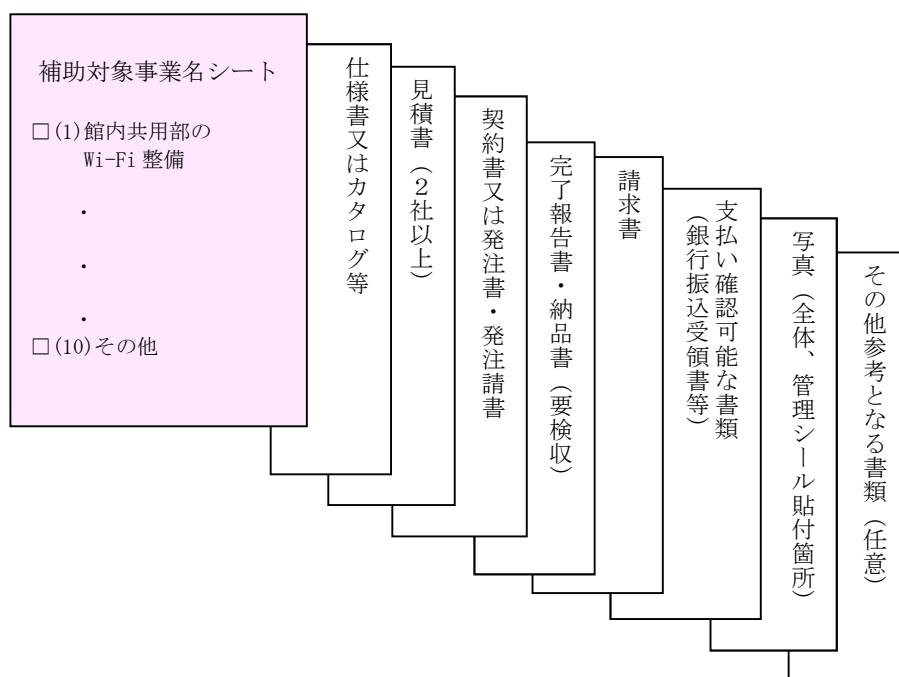 補助対象事業名シート
□(1)館内共用部の
Wi-Fi 整備
・
・
・
□(10)その他
仕様書又はカタログ等
見積書（２社以上）
契約書又は発注書・発注請書
完了報告書・納品書（要検収）
請求書
支払い確認可能な書類
（銀行振込受領書等）
写真（全体、管理シール貼付箇所）
その他参考となる書類（任意）